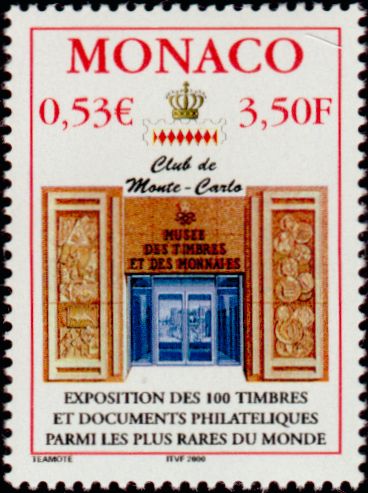 MONACO
0,53€ 3,50F
Club de
Monte-Carlo
MUSEE
DES TIMBRES
ET DES MONNAIES
EXPOSITION DES 100 TIMBRES
ET DOCUMENTS PHILATELIQUES
PARMI LES PLUS RARES DU MONDE
TEAMOTE ITVF 2000